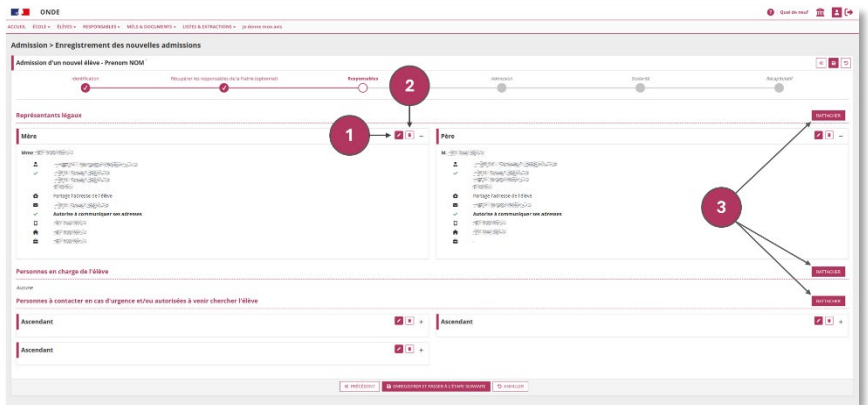 ONDE
Quoi de neuf
ACCUEIL ÉCOLE ÉLÈVES RESPONSABLES MÉL & DOCUMENTS LISTES & EXTRACTIONS Je donne mon avis
Admission > Enregistrement des nouvelles admissions
Admission d'un nouvel élève - Prenom NOM
Identification Récupérer les responsables de la fratrie (optionnel) Responsables Admission Scolarité Récapitulatif
2
Représentants légaux RATTACHER
1
Mère Père
Mme M.
Partage l'adresse de l'élève Partage l'adresse de l'élève
3
Autorise à communiquer ses adresses Autorise à communiquer ses adresses
Personnes en charge de l'élève RATTACHER
Aucune
Personnes à contacter en cas d'urgence et/ou autorisées à venir chercher l'élève RATTACHER
Ascendant Ascendant
Ascendant
PRÉCÉDENT ENREGISTRER ET PASSER À L'ÉTAPE SUIVANTE ANNULER